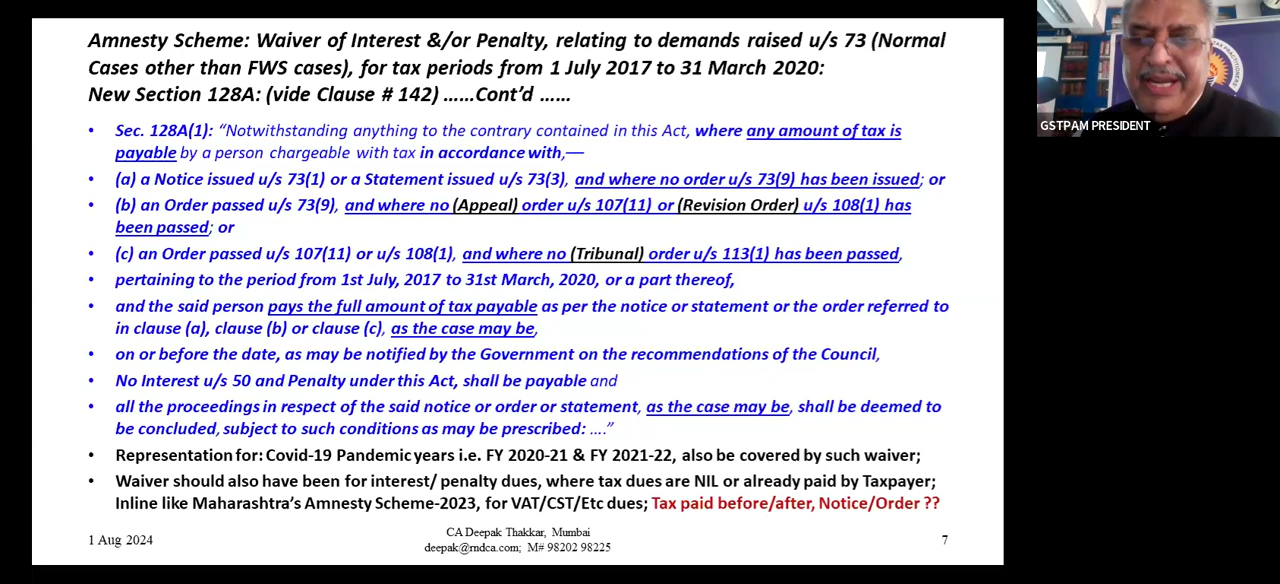 Amnesty Scheme: Waiver of Interest &/or Penalty, relating to demands raised u/s 73 (Normal
Cases other than FWS cases), for tax periods from 1 July 2017 to 31 March 2020:
New Section 128A: (vide Clause # 142) ......Cont’d ......
• Sec. 128A(1): “Notwithstanding anything to the contrary contained in this Act, where any amount of tax is
payable by a person chargeable with tax in accordance with,—
• (a) a Notice issued u/s 73(1) or a Statement issued u/s 73(3), and where no order u/s 73(9) has been issued; or
• (b) an Order passed u/s 73(9), and where no (Appeal) order u/s 107(11) or (Revision Order) u/s 108(1) has
been passed; or
• (c) an Order passed u/s 107(11) or u/s 108(1), and where no (Tribunal) order u/s 113(1) has been passed,
• pertaining to the period from 1st July, 2017 to 31st March, 2020, or a part thereof,
• and the said person pays the full amount of tax payable as per the notice or statement or the order referred to
in clause (a), clause (b) or clause (c), as the case may be,
• on or before the date, as may be notified by the Government on the recommendations of the Council,
• No Interest u/s 50 and Penalty under this Act, shall be payable and
• all the proceedings in respect of the said notice or order or statement, as the case may be, shall be deemed to
be concluded, subject to such conditions as may be prescribed: ....”
• Representation for: Covid-19 Pandemic years i.e. FY 2020-21 & FY 2021-22, also be covered by such waiver;
• Waiver should also have been for interest/ penalty dues, where tax dues are NIL or already paid by Taxpayer;
Inline like Maharashtra’s Amnesty Scheme-2023, for VAT/CST/Etc dues; Tax paid before/after, Notice/Order ??
1 Aug 2024
CA Deepak Thakkar, Mumbai
deepak@rndca.com; M# 98202 98225
7
GSTPAM PRESIDENT